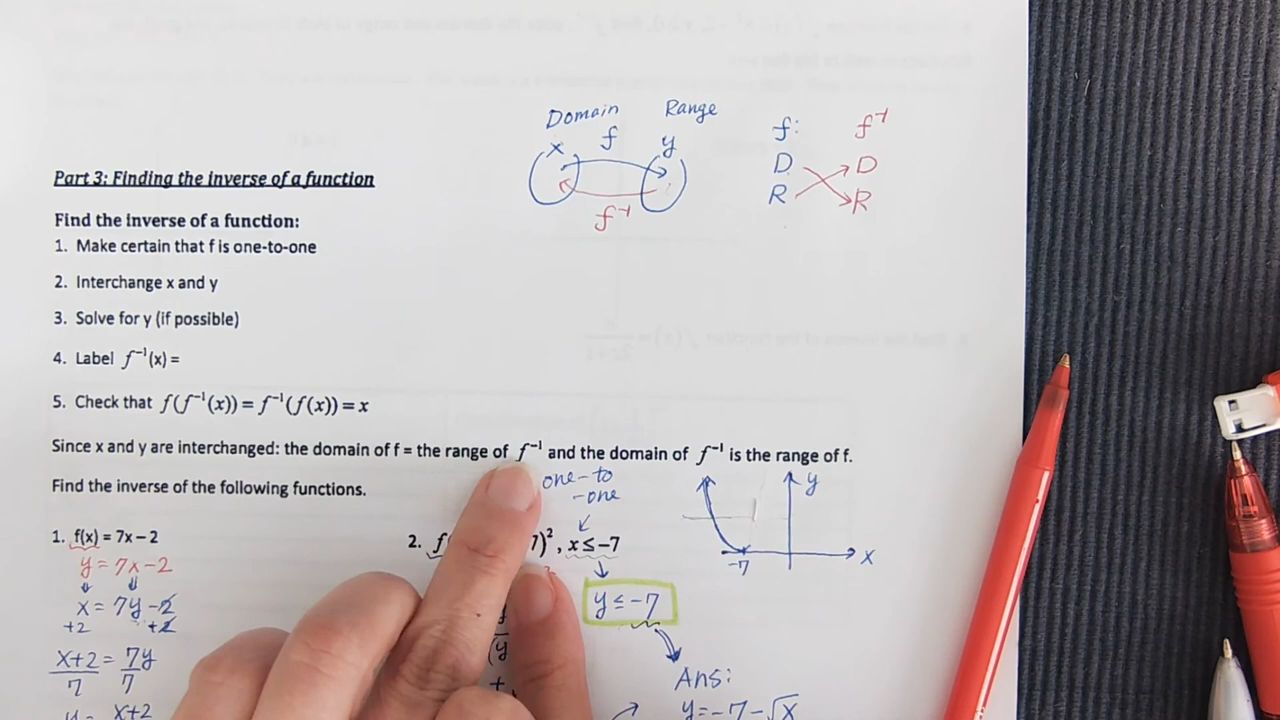 Domain Range
f f: f⁻¹
x y D D
R R
f⁻¹
Part 3: Finding the inverse of a function
Find the inverse of a function:
1. Make certain that f is one-to-one
2. Interchange x and y
3. Solve for y (if possible)
4. Label f⁻¹(x) =
5. Check that f(f⁻¹(x)) = f⁻¹(f(x)) = x
Since x and y are interchanged: the domain of f = the range of f⁻¹ and the domain of f⁻¹ is the range of f.
Find the inverse of the following functions.
one-to
-one
y
x
-7
1. f(x) = 7x – 2
y = 7x-2
x = 7y -2
+2 +2
x+2 = 7y
7 7
x+2
2. f 7)², x ≤ –7
y ≤ -7
Ans:
y = -7 - √x